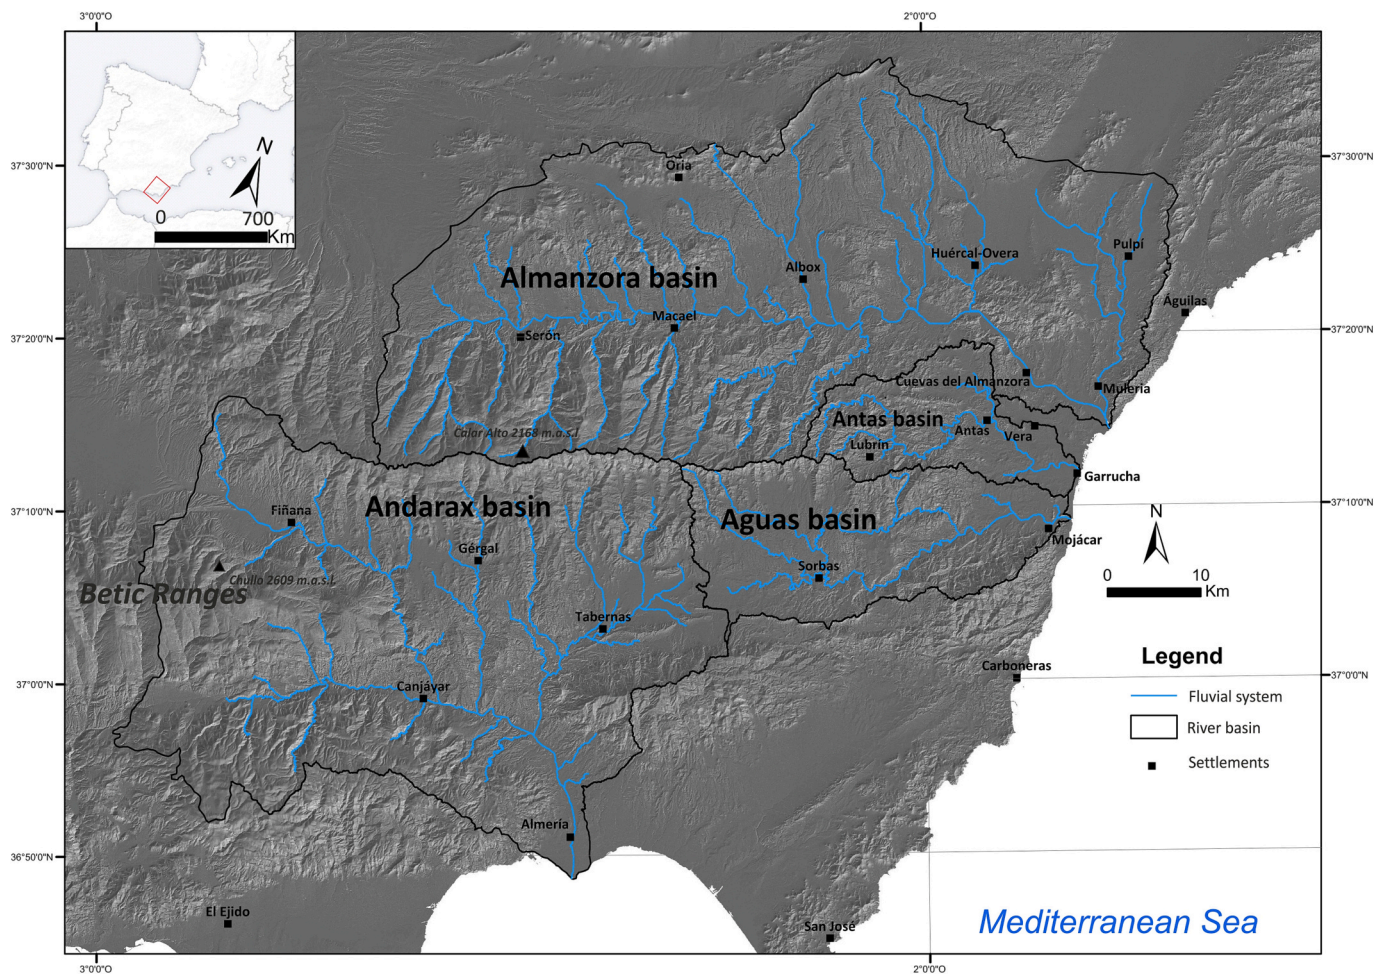 3°0'0"O
2°0'0"O
N
0
700
Km
37°30'0"N
37°30'0"N
Oria
Pulpí
Huércal-Overa
Albox
Almanzora basin
Águilas
Macael
Serón
37°20'0"N
37°20'0"N
Cuevas del Almanzora
Muleria
Antas basin
Antas
Vera
Calar Alto 2168 m.a.s.l
Lubrín
Garrucha
Andarax basin
Aguas basin
Fiñana
37°10'0"N
37°10'0"N
N
Mojácar
Gérgal
Sorbas
Chullo 2609 m.a.s.l.
Betic Ranges
0
10
Km
Tabernas
Legend
Carboneras
37°0'0"N
37°0'0"N
Canjáyar
Fluvial system
River basin
Settlements
Almería
36°50'0"N
El Ejido
San José
Mediterranean Sea
3°0'0"O
2°0'0"O